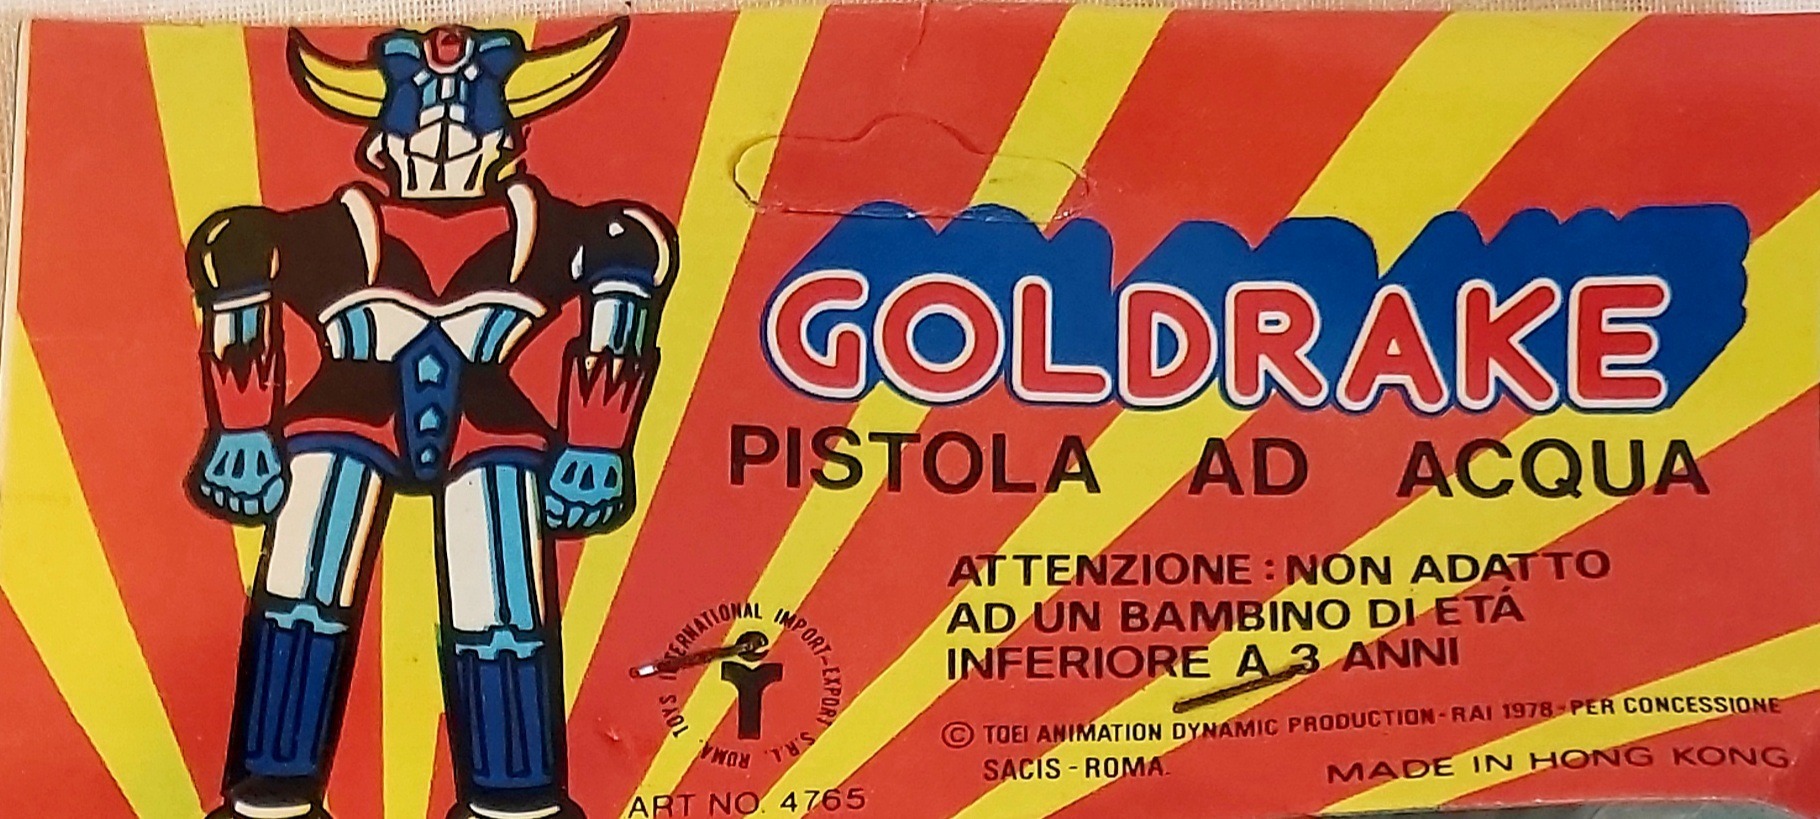 GOLDRAKE
PISTOLA AD ACQUA
ATTENZIONE : NON ADATTO
AD UN BAMBINO DI ETÁ
INFERIORE A 3 ANNI
TOYS INTERNATIONAL IMPORT-EXPORT S.R.L. ROMA.
© TOEI ANIMATION DYNAMIC PRODUCTION - RAI 1978 - PER CONCESSIONE
SACIS - ROMA.
MADE IN HONG KONG
ART NO. 4765